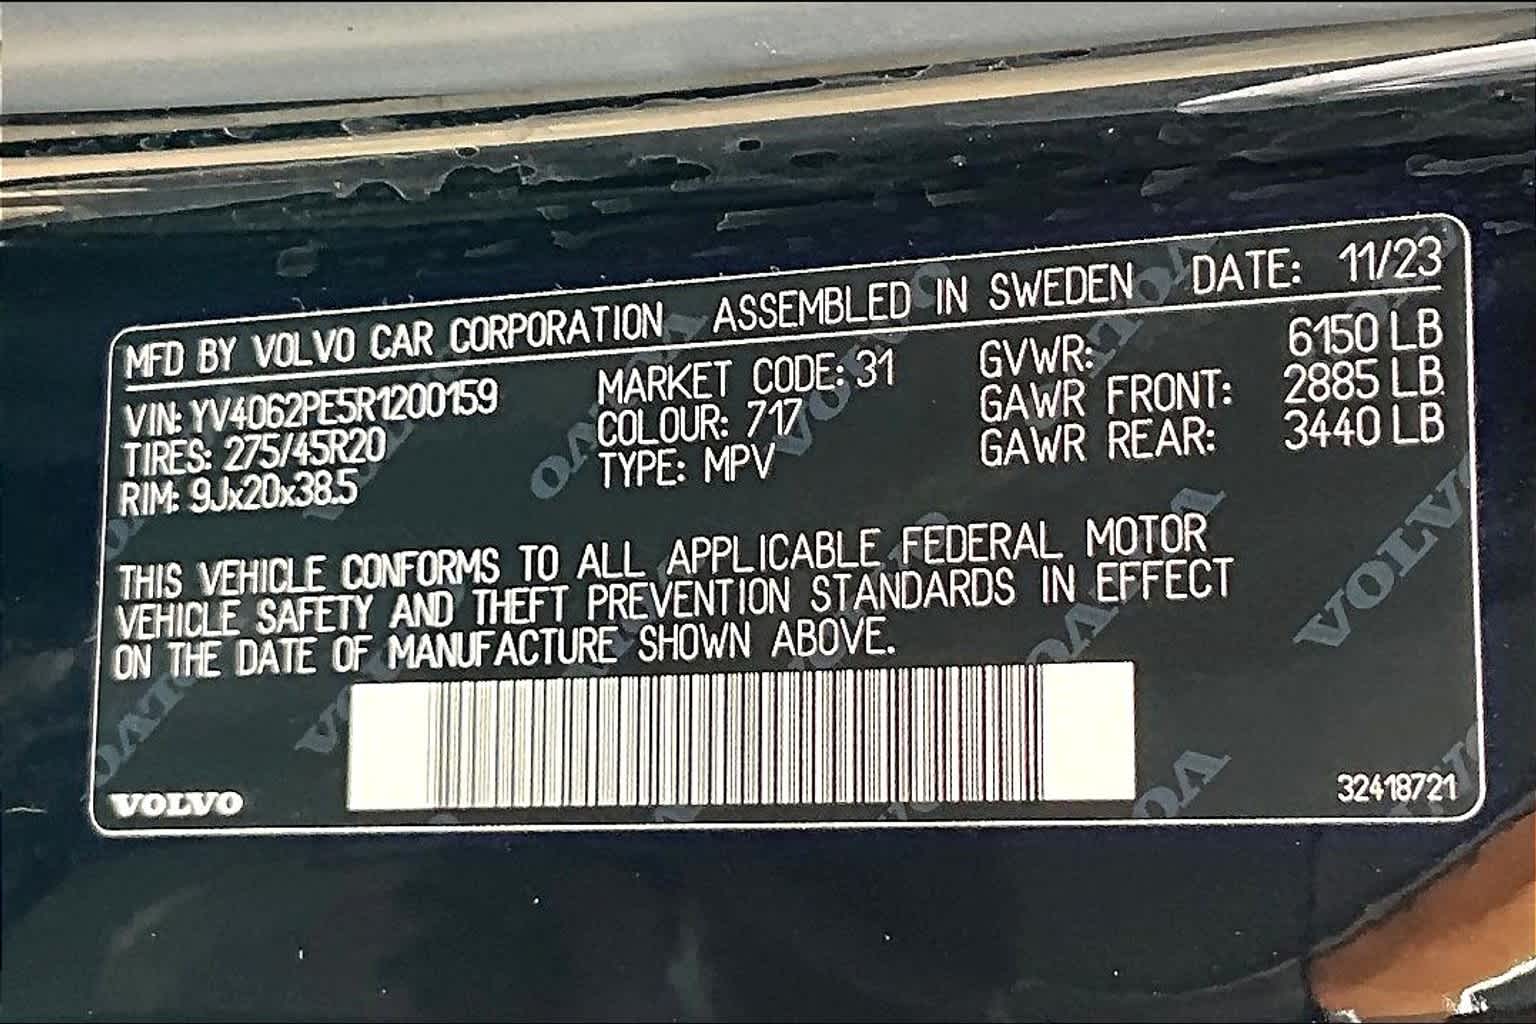 MFD BY VOLVO CAR CORPORATION ASSEMBLED IN SWEDEN DATE: 11/23
VIN: YV4062PE5R1200159 MARKET CODE: 31 GVWR: 6150 LB
TIRES: 275/45R20 COLOUR: 717 GAWR FRONT: 2885 LB
RIM: 9Jx20x38.5 TYPE: MPV GAWR REAR: 3440 LB
THIS VEHICLE CONFORMS TO ALL APPLICABLE FEDERAL MOTOR
VEHICLE SAFETY AND THEFT PREVENTION STANDARDS IN EFFECT
ON THE DATE OF MANUFACTURE SHOWN ABOVE.
VOLVO 32418721